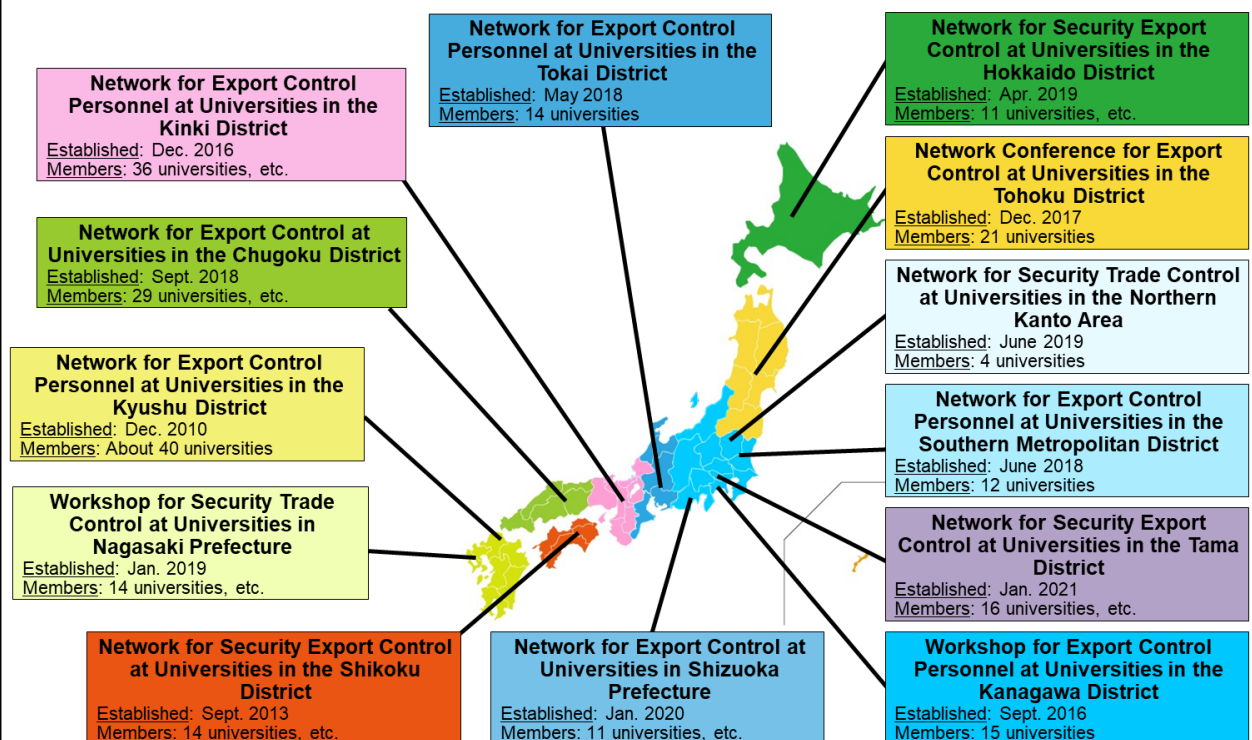 Network for Export Control
Personnel at Universities in the
Tokai District
Established: May 2018
Members: 14 universities
Network for Security Export
Control at Universities in the
Hokkaido District
Established: Apr. 2019
Members: 11 universities, etc.
Network for Export Control
Personnel at Universities in the
Kinki District
Established: Dec. 2016
Members: 36 universities, etc.
Network Conference for Export
Control at Universities in the
Tohoku District
Established: Dec. 2017
Members: 21 universities
Network for Export Control at
Universities in the Chugoku District
Established: Sept. 2018
Members: 29 universities, etc.
Network for Security Trade Control
at Universities in the Northern
Kanto Area
Established: June 2019
Members: 4 universities
Network for Export Control
Personnel at Universities in the
Kyushu District
Established: Dec. 2010
Members: About 40 universities
Network for Export Control
Personnel at Universities in the
Southern Metropolitan District
Established: June 2018
Members: 12 universities
Workshop for Security Trade
Control at Universities in
Nagasaki Prefecture
Established: Jan. 2019
Members: 14 universities, etc.
Network for Security Export
Control at Universities in the Tama
District
Established: Jan. 2021
Members: 16 universities, etc.
Network for Security Export Control
at Universities in the Shikoku
District
Established: Sept. 2013
Members: 14 universities, etc.
Network for Export Control at
Universities in Shizuoka
Prefecture
Established: Jan. 2020
Members: 11 universities, etc.
Workshop for Export Control
Personnel at Universities in the
Kanagawa District
Established: Sept. 2016
Members: 15 universities